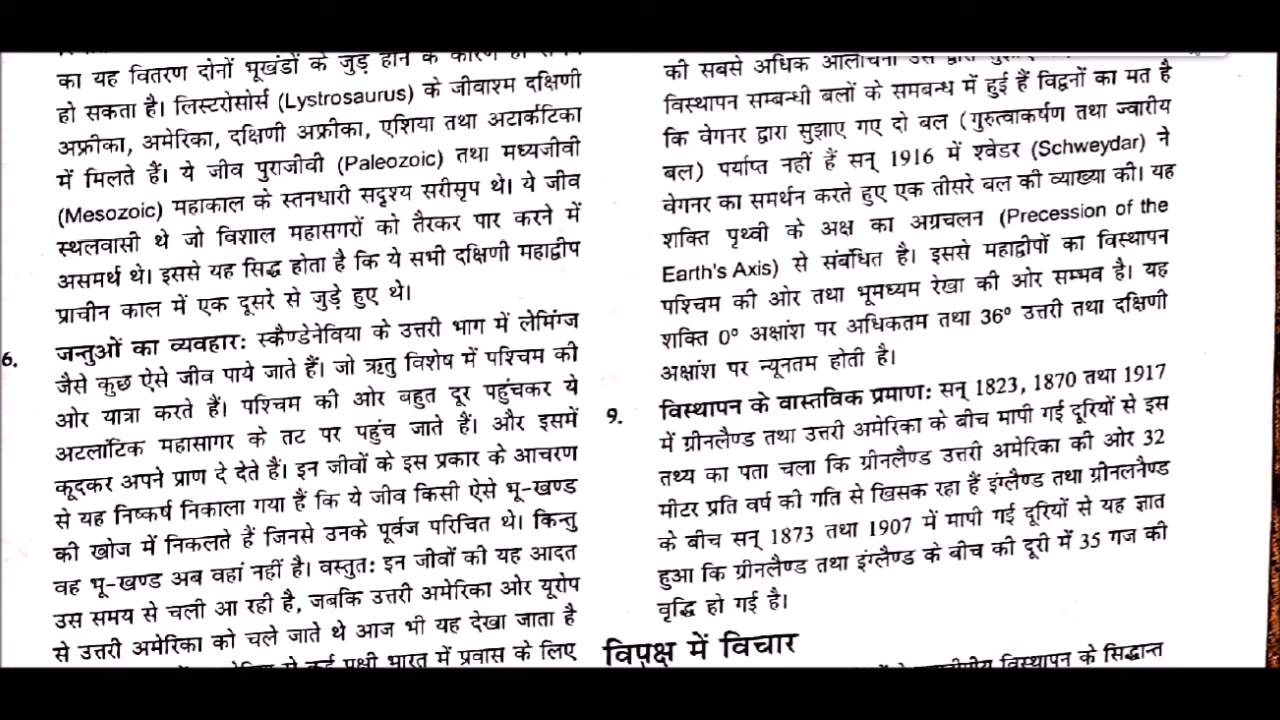 का यह वितरण दोनों भूखंडों के जुड़े होने के कारण ही
हो सकता है। लिस्टरोसोर्स (Lystrosaurus) के जीवाश्म दक्षिणी
अफ्रीका, अमेरिका, दक्षिणी अफ्रीका, एशिया तथा अटार्कटिका
में मिलते हैं। ये जीव पुराजीवी (Paleozoic) तथा मध्यजीवी
(Mesozoic) महाकाल के स्तनधारी सदृश्य सरीसृप थे। ये जीव
स्थलवासी थे जो विशाल महासगरों को तैरकर पार करने में
असमर्थ थे। इससे यह सिद्ध होता है कि ये सभी दक्षिणी महाद्वीप
प्राचीन काल में एक दूसरे से जुड़े हुए थे।
6. जन्तुओं का व्यवहार: स्कैण्डेनेविया के उत्तरी भाग में लेमिंग्ज
जैसे कुछ ऐसे जीव पाये जाते हैं। जो ऋतु विशेष में पश्चिम की
ओर यात्रा करते हैं। पश्चिम की ओर बहुत दूर पहुंचकर ये
अटलांटिक महासागर के तट पर पहुंच जाते हैं। और इसमें
कूदकर अपने प्राण दे देते हैं। इन जीवों के इस प्रकार के आचरण
से यह निष्कर्ष निकाला गया हैं कि ये जीव किसी ऐसे भू-खण्ड
की खोज में निकलते हैं जिनसे उनके पूर्वज परिचित थे। किन्तु
वह भू-खण्ड अब वहां नहीं है। वस्तुत: इन जीवों की यह आदत
उस समय से चली आ रही है, जबकि उत्तरी अमेरिका ओर यूरोप
से उत्तरी अमेरिका को चले जाते थे आज भी यह देखा जाता है
से कई पक्षी भारत में प्रवास के लिए
की सबसे अधिक आलोचना उस द्वारा सुझाए
विस्थापन सम्बन्धी बलों के समबन्ध में हुई हैं विद्वनों का मत है
कि वेगनर द्वारा सुझाए गए दो बल (गुरुत्वाकर्षण तथा ज्वारीय
बल) पर्याप्त नहीं हैं सन् 1916 में श्वेडर (Schweydar) ने
वेगनर का समर्थन करते हुए एक तीसरे बल की व्याख्या की। यह
शक्ति पृथ्वी के अक्ष का अग्रचलन (Precession of the
Earth's Axis) से संबंधित है। इससे महाद्वीपों का विस्थापन
पश्चिम की ओर तथा भूमध्यम रेखा की ओर सम्भव है। यह
शक्ति 0° अक्षांश पर अधिकतम तथा 36° उत्तरी तथा दक्षिणी
अक्षांश पर न्यूनतम होती है।
9. विस्थापन के वास्तविक प्रमाण: सन् 1823, 1870 तथा 1917
में ग्रीनलैण्ड तथा उत्तरी अमेरिका के बीच मापी गई दूरियों से इस
तथ्य का पता चला कि ग्रीनलैण्ड उत्तरी अमेरिका की ओर 32
मीटर प्रति वर्ष की गति से खिसक रहा हैं इंग्लैण्ड तथा ग्रीनलनैण्ड
के बीच सन् 1873 तथा 1907 में मापी गई दूरियों से यह ज्ञात
हुआ कि ग्रीनलैण्ड तथा इंग्लैण्ड के बीच की दूरी में 35 गज की
वृद्धि हो गई है।
विपक्ष में विचार
विस्थापन के सिद्धान्त